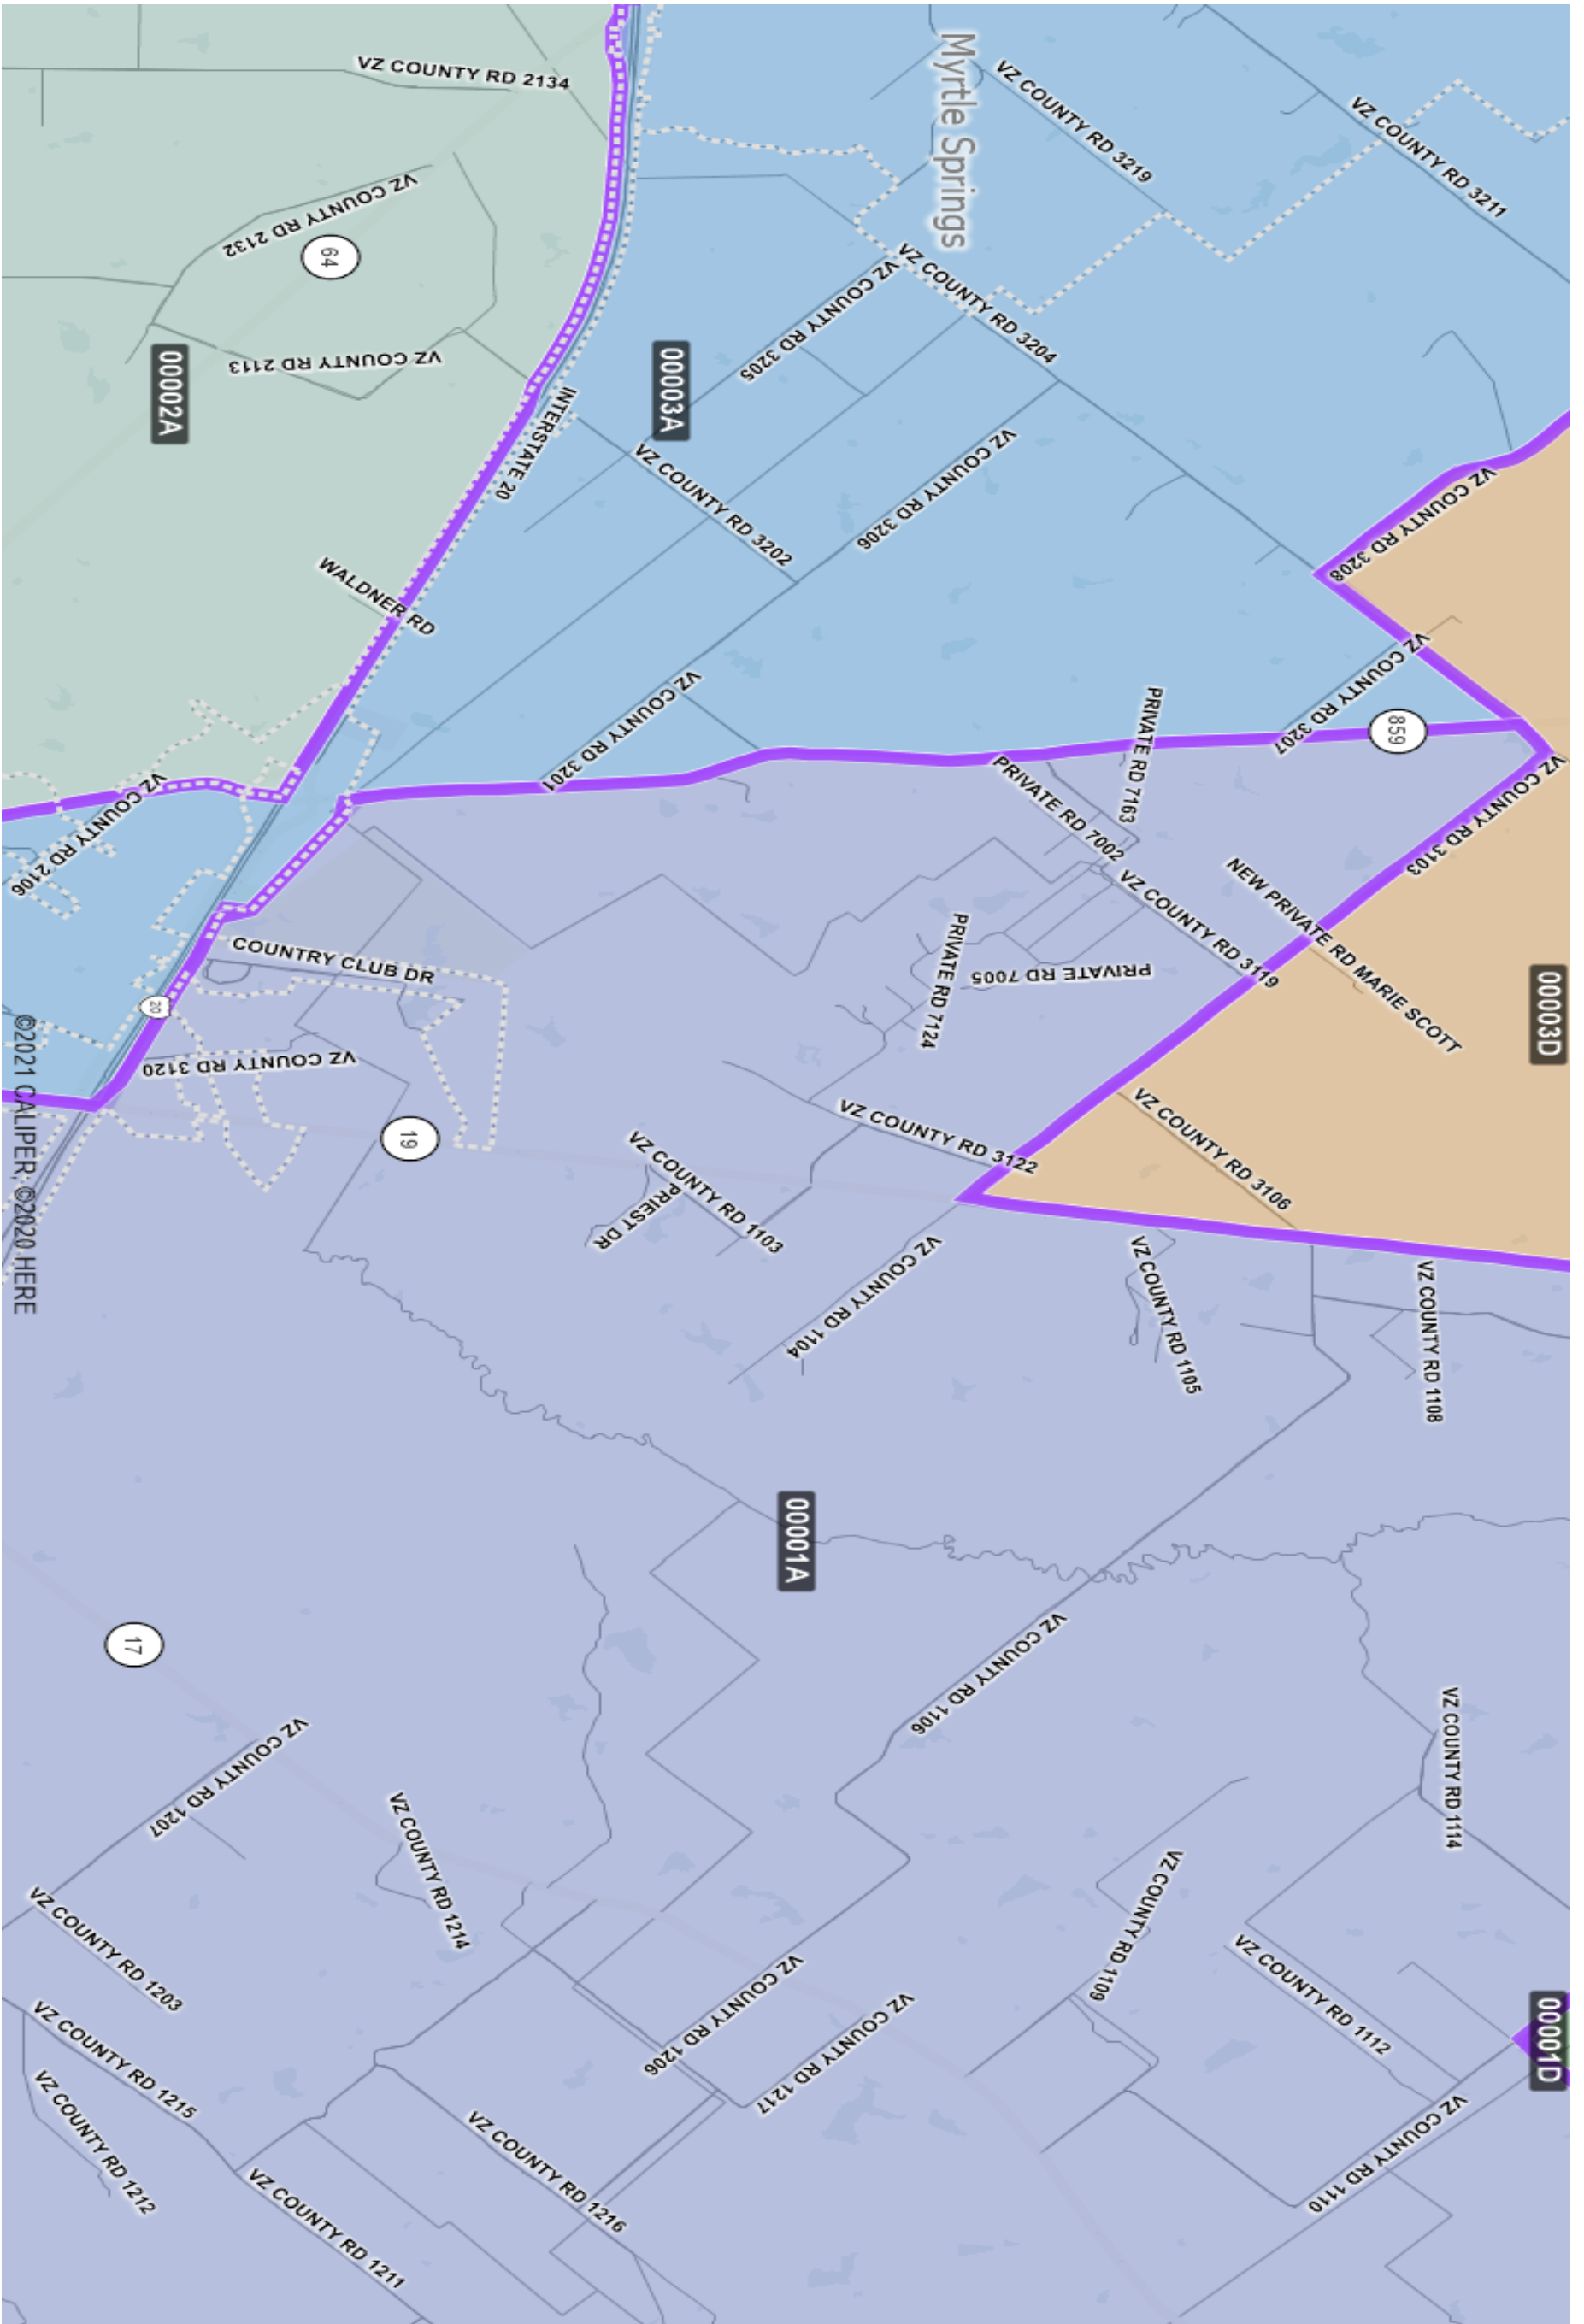 VZ COUNTY RD 2134
VZ COUNTY RD 2132
64
VZ COUNTY RD 2113
00002A
Myrtle Springs
VZ COUNTY RD 3219
VZ COUNTY RD 3211
VZ COUNTY RD 3204
VZ COUNTY RD 3205
00003A
INTERSTATE 20
VZ COUNTY RD 3202
VZ COUNTY RD 3206
VZ COUNTY RD 3208
WALDNER RD
VZ COUNTY RD 3201
VZ COUNTY RD 3207
859
PRIVATE RD 7163
PRIVATE RD 7002
VZ COUNTY RD 3103
VZ COUNTY RD 2106
NEW PRIVATE RD MARIE SCOTT
VZ COUNTY RD 3119
COUNTRY CLUB DR
PRIVATE RD 7124
PRIVATE RD 7005
00003D
20
VZ COUNTY RD 3120
19
VZ COUNTY RD 3122
VZ COUNTY RD 3106
VZ COUNTY RD 1103
PRIEST DR
VZ COUNTY RD 1104
VZ COUNTY RD 1105
VZ COUNTY RD 1108
©2021 CALIPER; ©2020 HERE
00001A
17
VZ COUNTY RD 1106
VZ COUNTY RD 1114
VZ COUNTY RD 1207
VZ COUNTY RD 1214
VZ COUNTY RD 1109
VZ COUNTY RD 1203
VZ COUNTY RD 1206
VZ COUNTY RD 1217
VZ COUNTY RD 1112
00001D
VZ COUNTY RD 1215
VZ COUNTY RD 1212
VZ COUNTY RD 1216
VZ COUNTY RD 1110
VZ COUNTY RD 1211